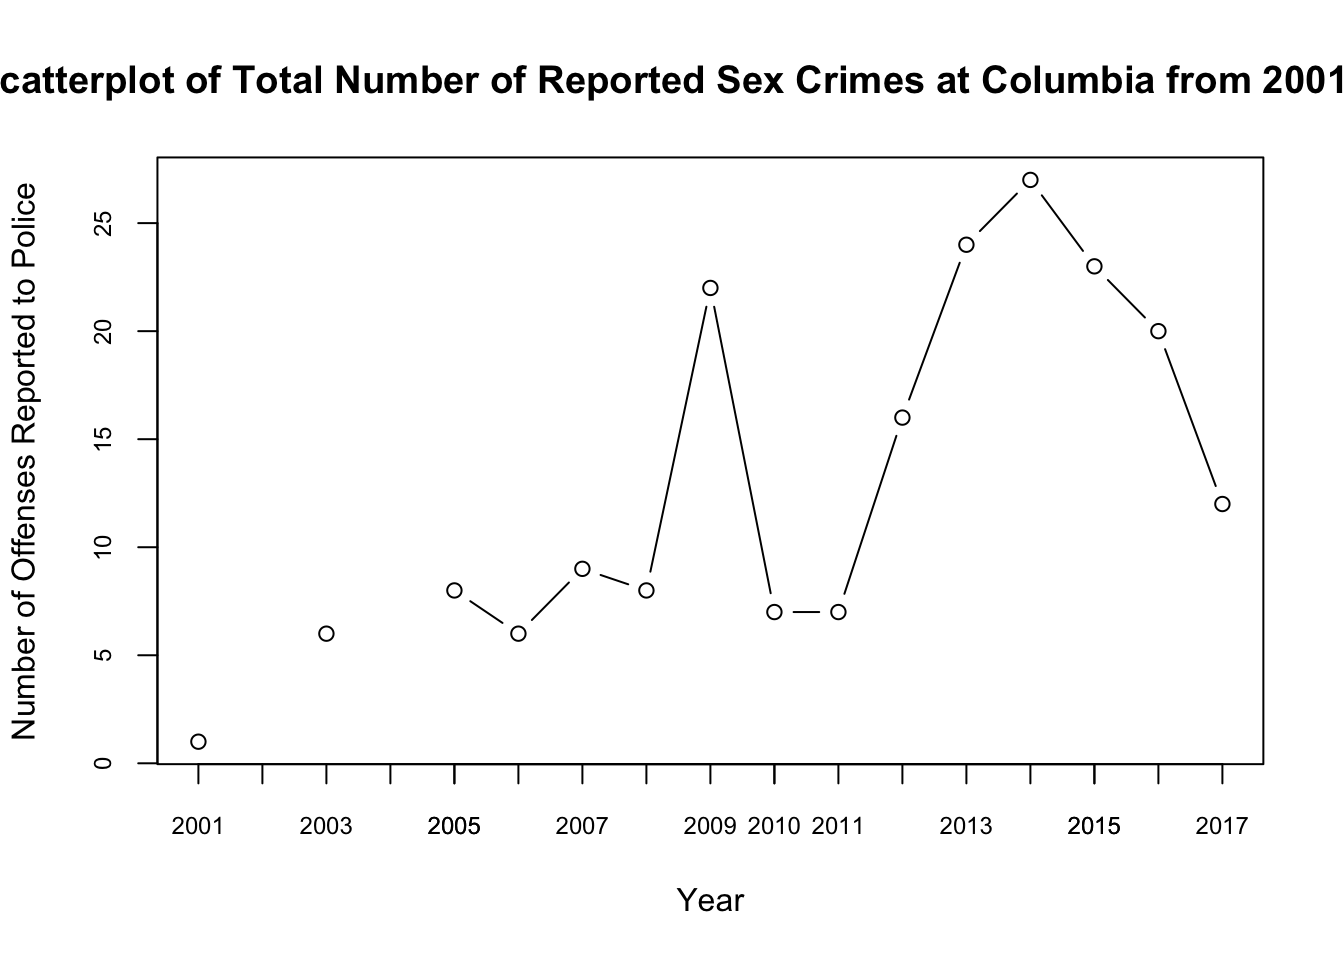 catterplot of Total Number of Reported Sex Crimes at Columbia from 2001
Number of Offenses Reported to Police
25
20
15
10
5
0
2001 2003 2005 2007 2009 2010 2011 2013 2015 2017
Year